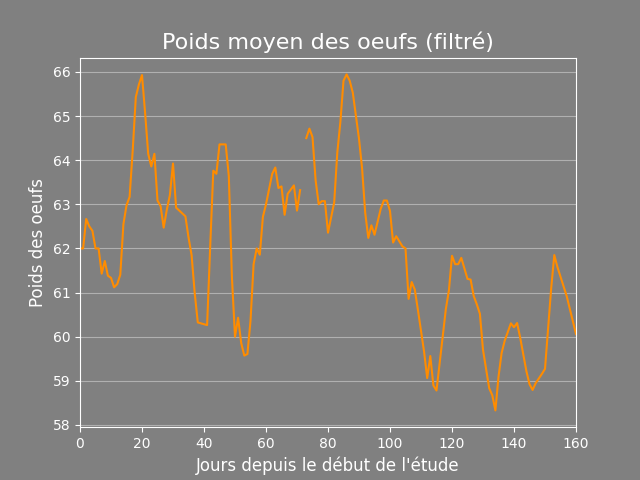 Poids moyen des oeufs (filtré)
Poids des oeufs
66
65
64
63
62
61
60
59
58
0 20 40 60 80 100 120 140 160
Jours depuis le début de l'étude